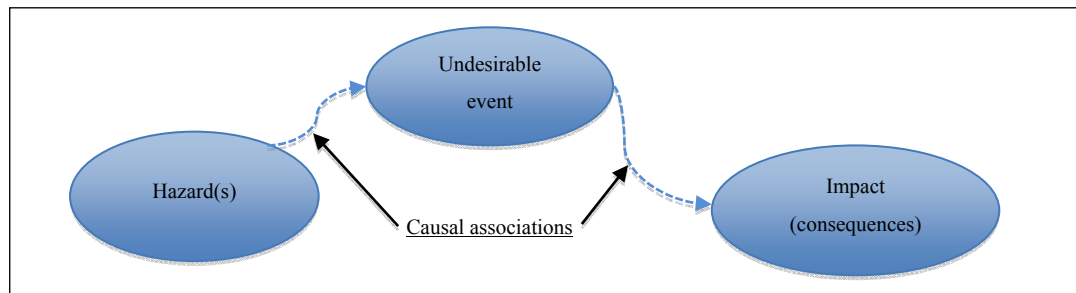 Undesirable
event
Hazard(s)
Impact
(consequences)
Causal associations